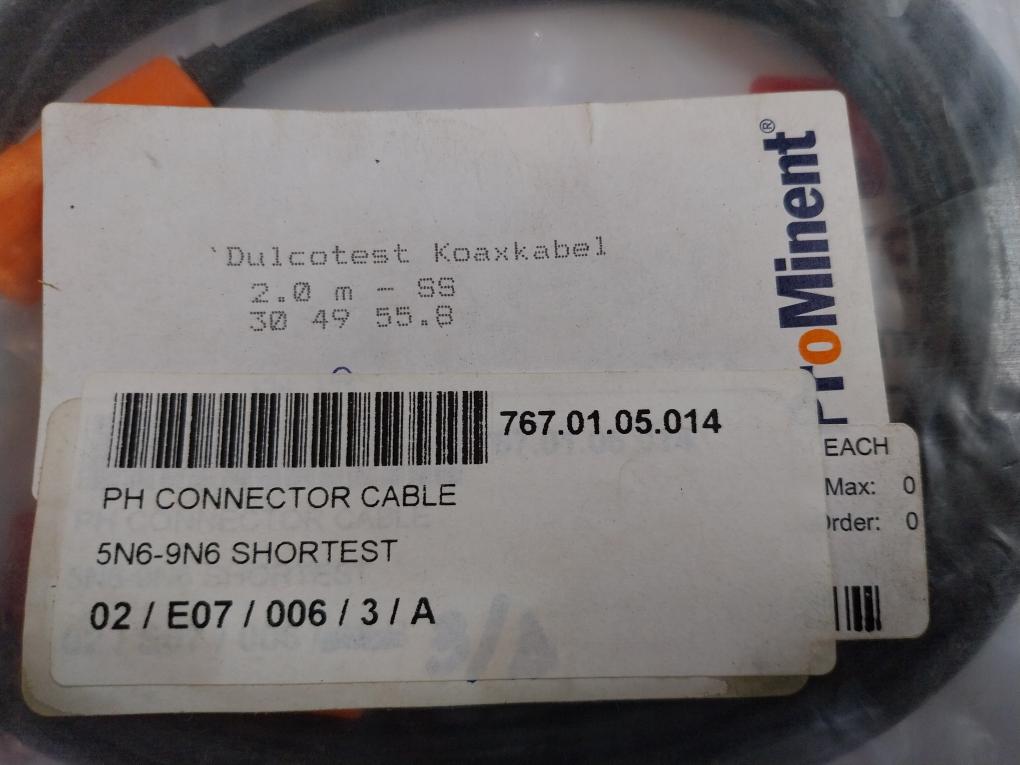 `Dulcotest Koaxkabel
2.0 m - SS
30 49 55.8
ProMinent®
767.01.05.014
PH CONNECTOR CABLE
5N6-9N6 SHORTEST
02 / E07 / 006 / 3 / A
EACH
Max: 0
Order: 0